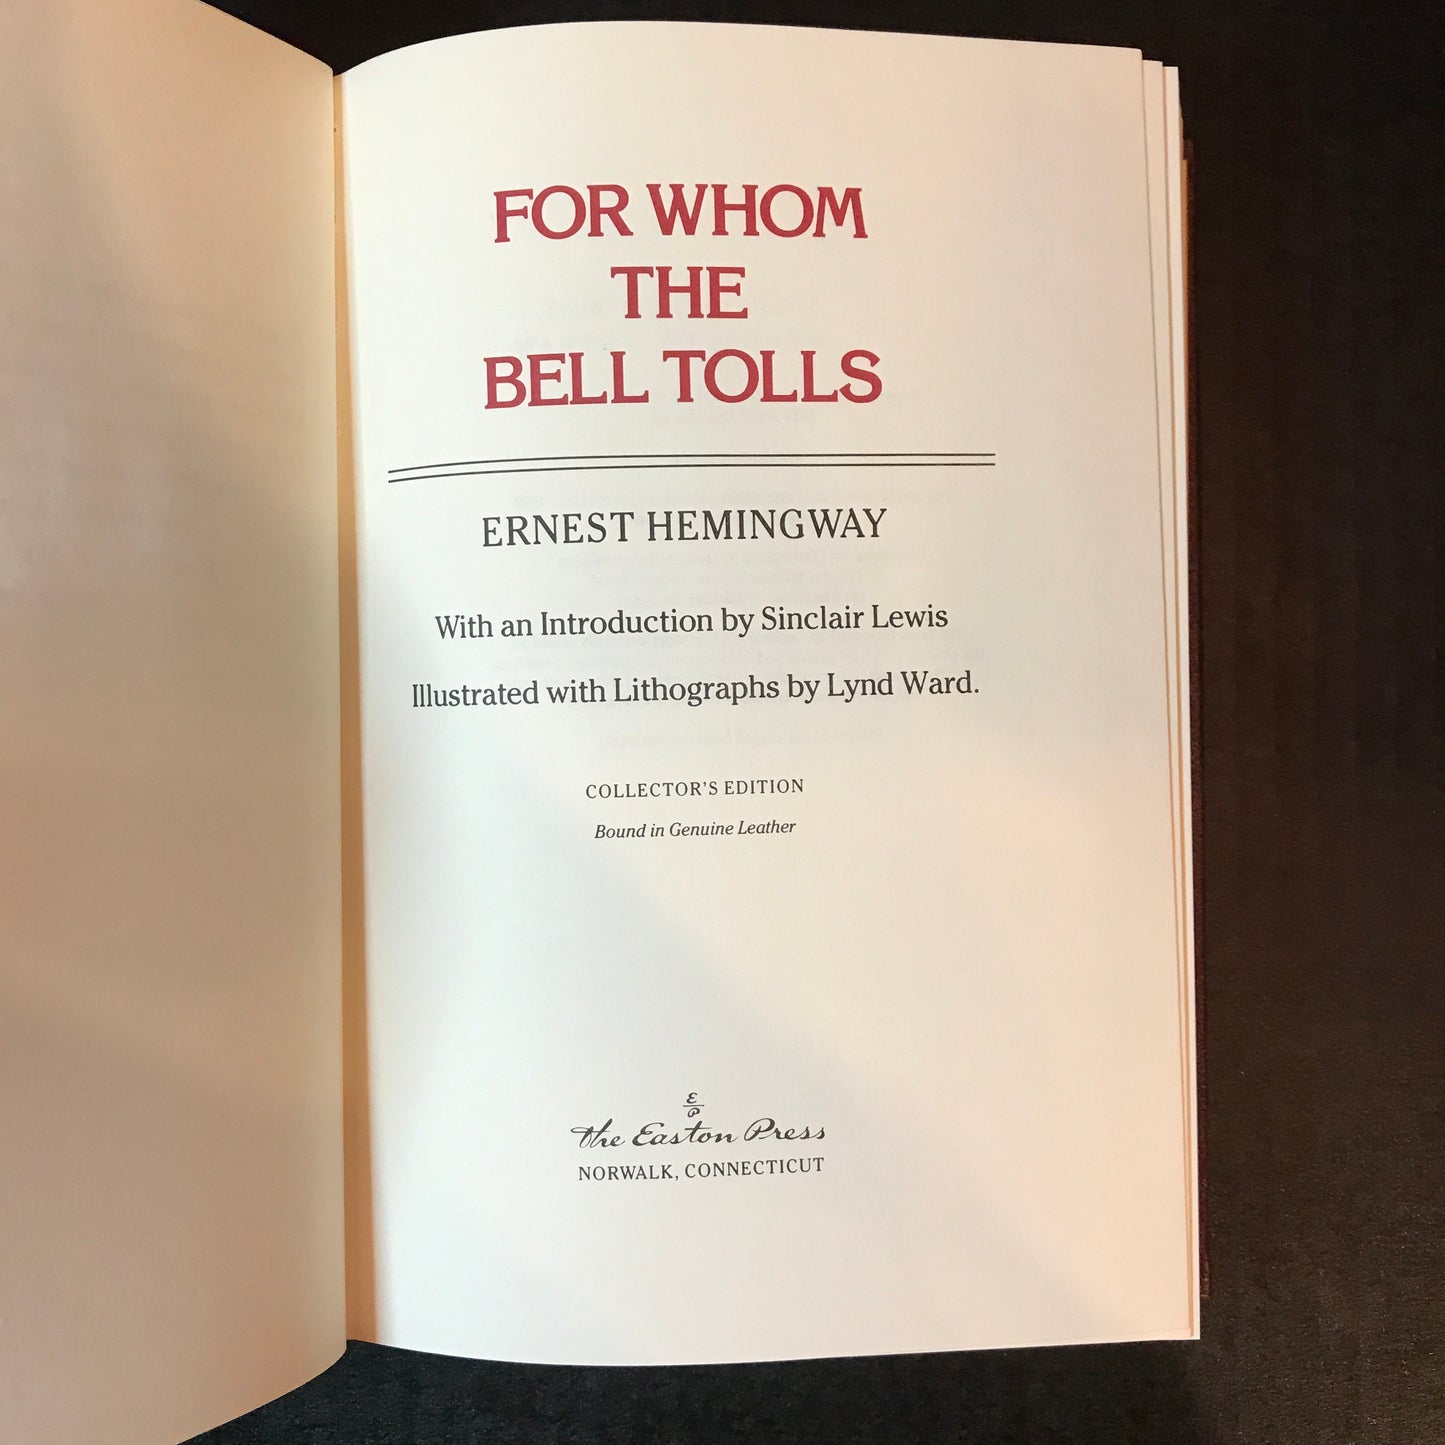 FOR WHOM
THE
BELL TOLLS
ERNEST HEMINGWAY
With an Introduction by Sinclair Lewis
Illustrated with Lithographs by Lynd Ward.
COLLECTOR'S EDITION
Bound in Genuine Leather
E
P
the Easton Press
NORWALK, CONNECTICUT